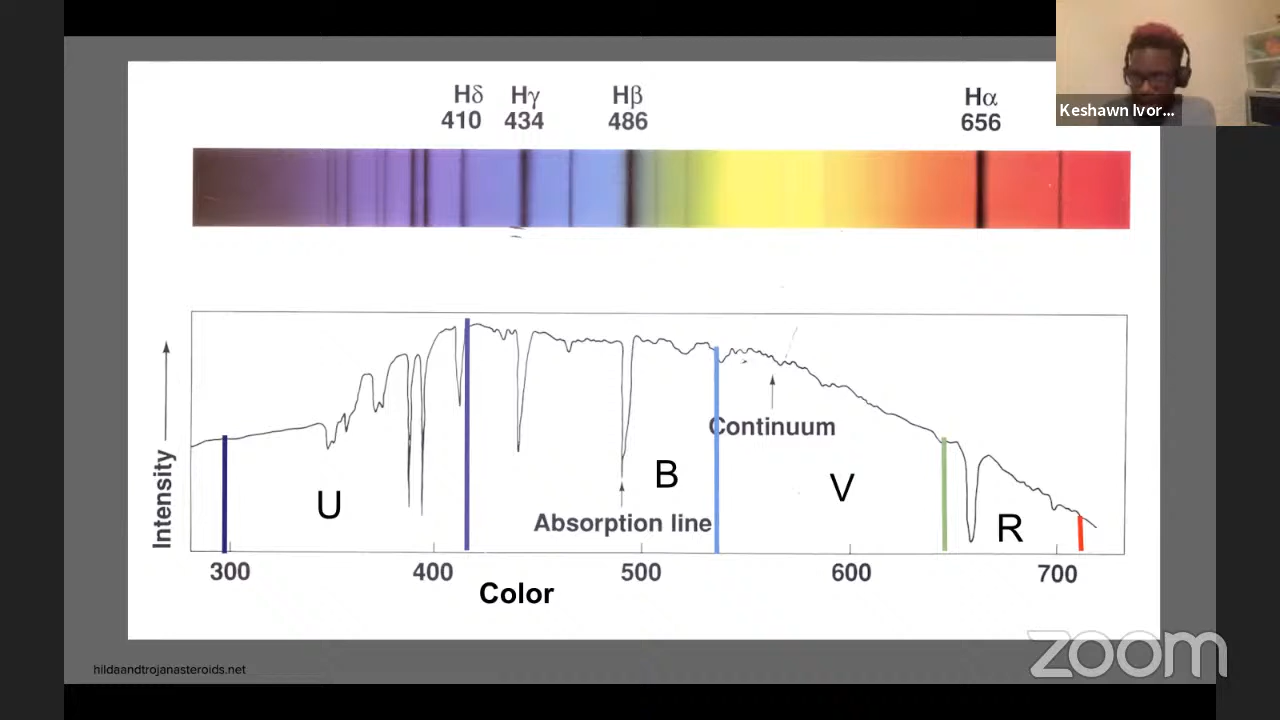 Hδ Hγ Hβ Hα
410 434 486 656
Keshawn Ivor...
Intensity
Continuum
U B V R
Absorption line
300 400 500 600 700
Color
hildaandtrojanasteroids.net
zoom